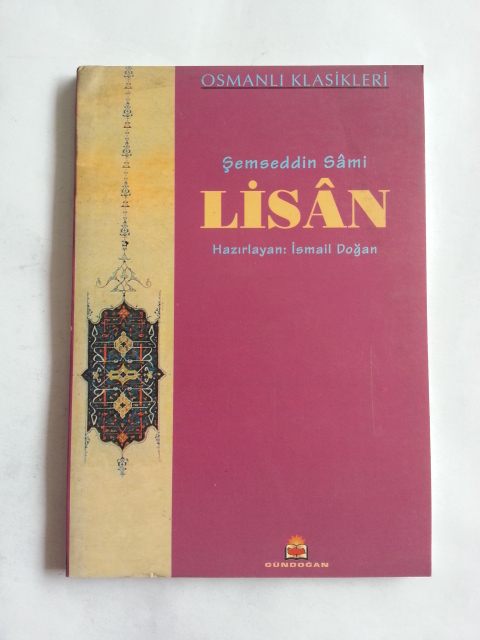 OSMANLI KLASİKLERİ
Şemseddin Sâmi
LİSÂN
Hazırlayan: İsmail Doğan
GÜNDOĞAN